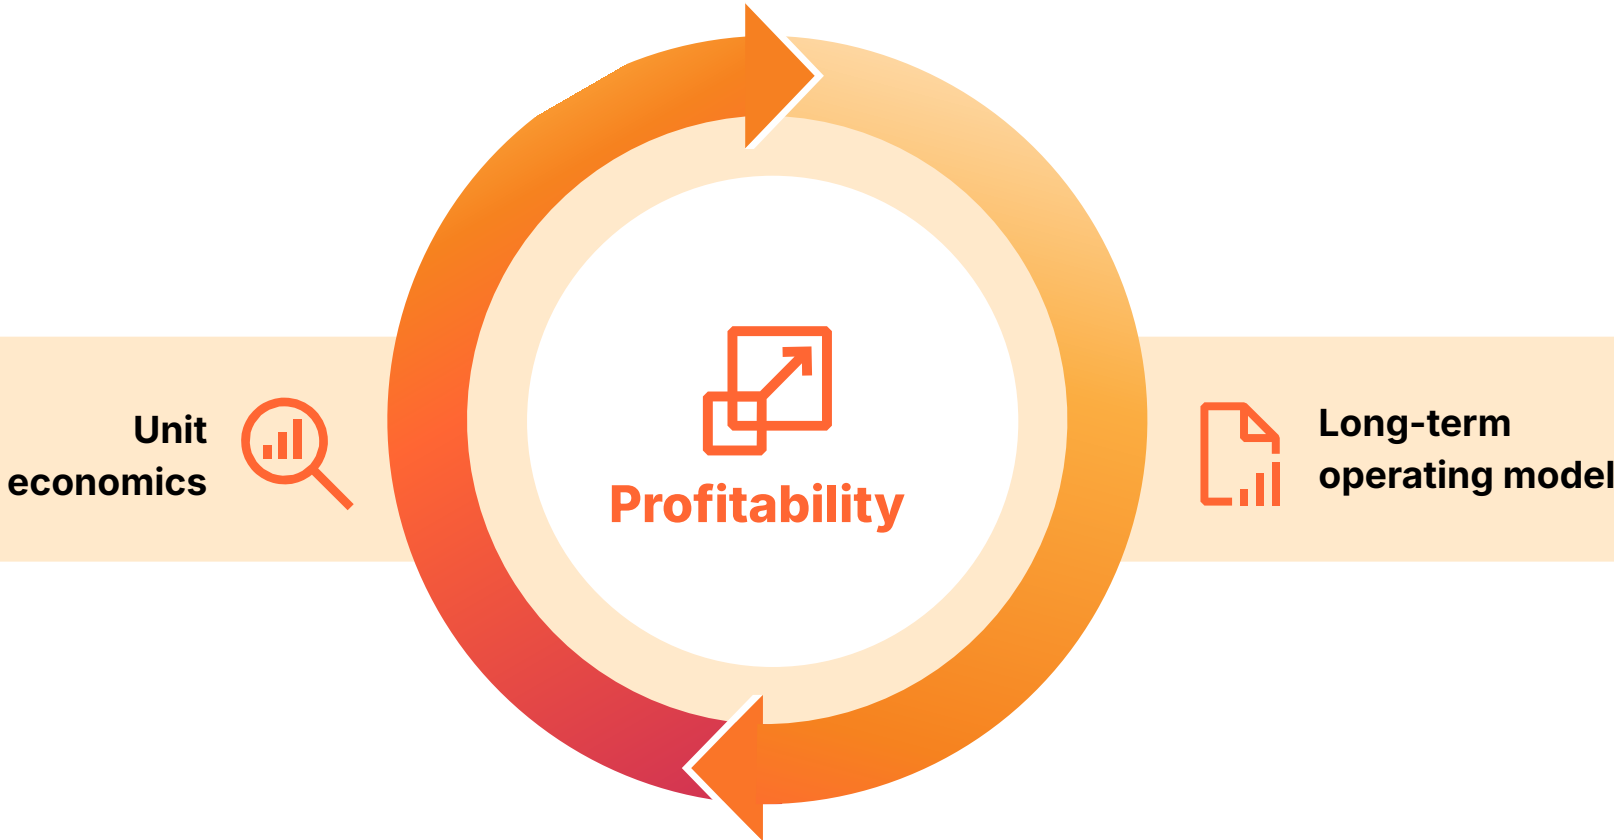 Unit
economics
Profitability
Long-term
operating model